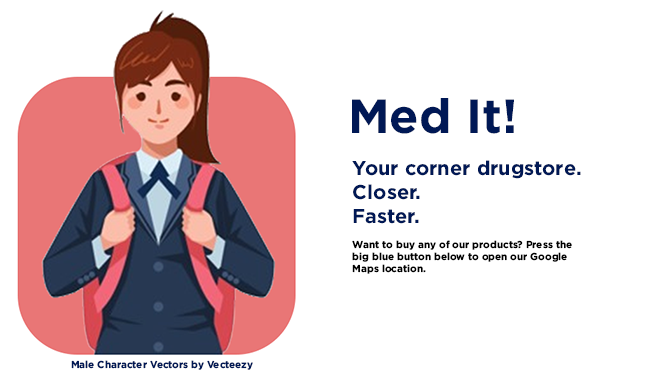 Med It!
Your corner drugstore.
Closer.
Faster.
Want to buy any of our products? Press the
big blue button below to open our Google
Maps location.
Male Character Vectors by Vecteezy